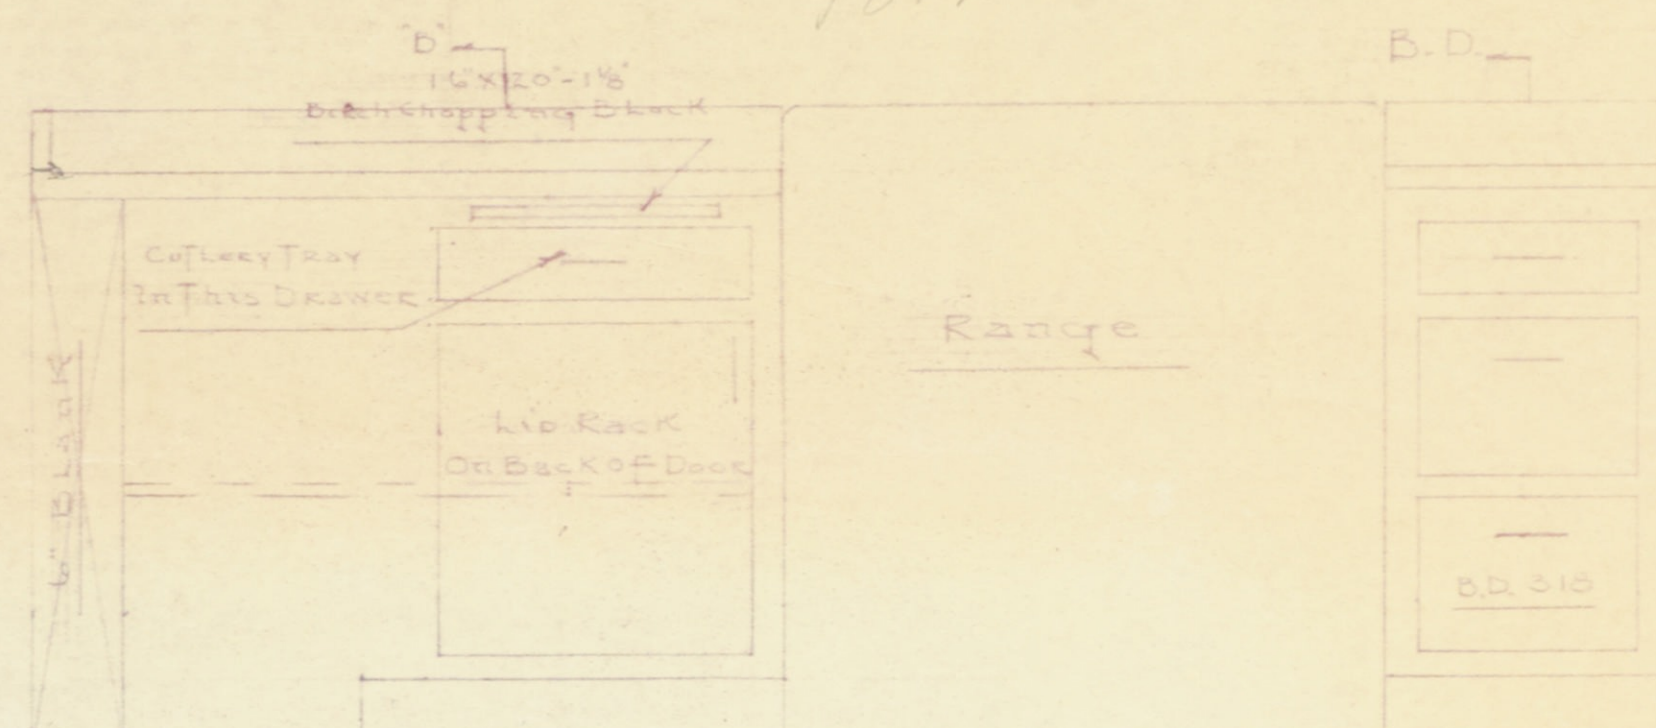 "B"
B.D.
16"X20"-1⅛"
Birch Chopping Block
Cutlery Tray
In This Drawer
Range
Lid Rack
On Back of Door
6" Blank
B.D. 318